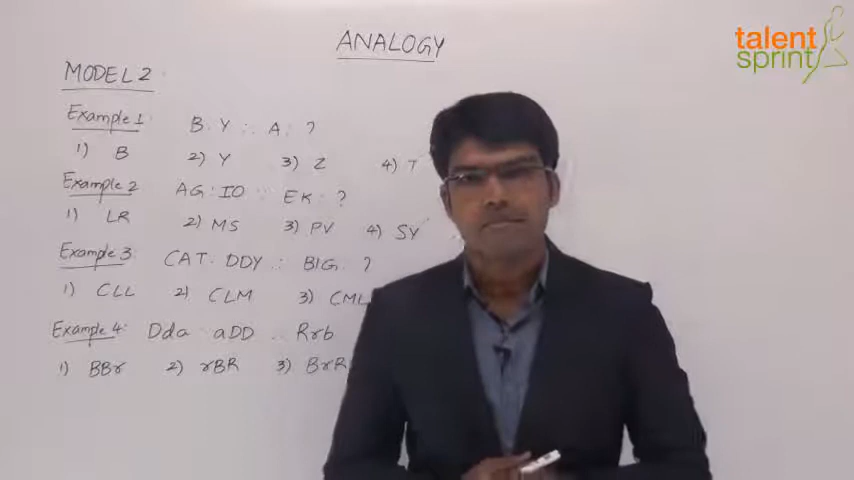 ANALOGY
talent
sprint
MODEL 2
Example 1: B : Y :: A : ?
1) B 2) Y 3) Z 4) T
Example 2 AG : IO :: EK : ?
1) LR 2) MS 3) PV 4) SY
Example 3: CAT : DDY :: BIG : ?
1) CLL 2) CLM 3) CML
Example 4: Dda : aDD :: Rrb
1) BBr 2) rBR 3) BrR